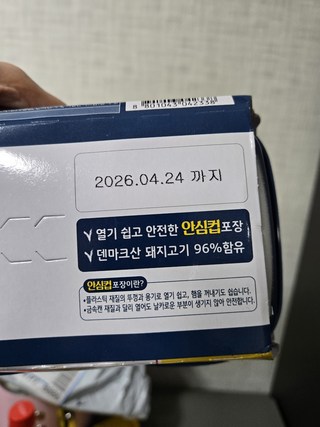 8 801043 042338
2026.04.24 까지
√ 열기 쉽고 안전한 안심컵포장
√ 덴마크산 돼지고기 96%함유
안심컵포장이란?
•플라스틱 재질의 뚜껑과 용기로 열기 쉽고, 햄을 꺼내기도 쉽습니다.
•금속캔 재질과 달리 열어도 날카로운 부분이 생기지 않아 안전합니다.